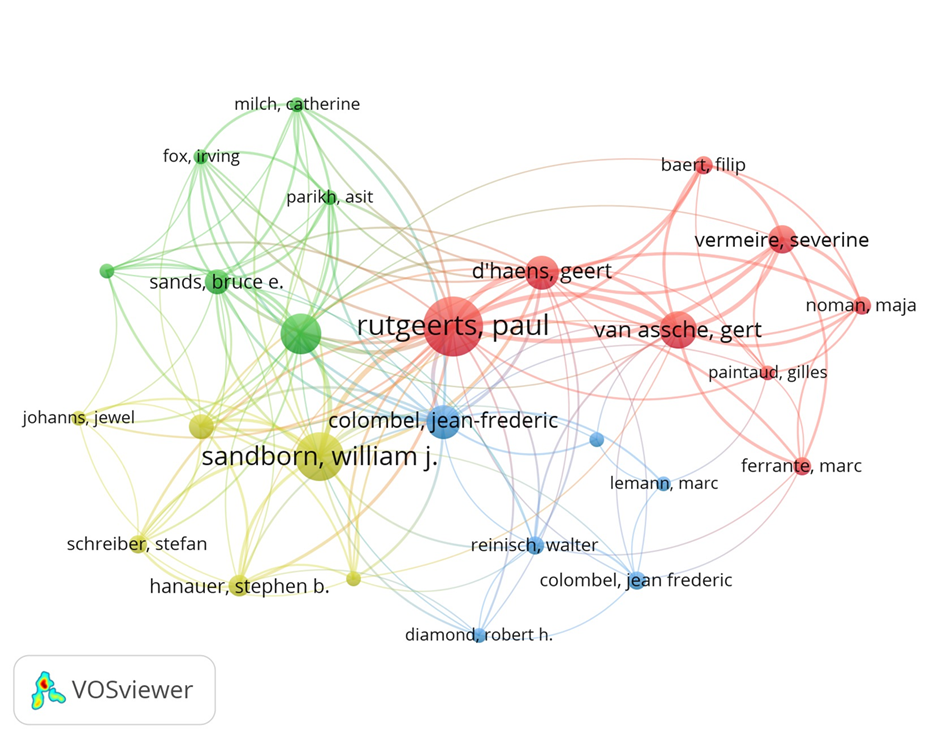 milch, catherine
fox, irving
baert, filip
parikh, asit
vermeire, severine
d'haens, geert
sands, bruce e.
noman, maja
rutgeerts, paul
van assche, gert
paintaud, gilles
johanns, jewel
colombel, jean-frederic
sandborn, william j.
ferrante, marc
lemann, marc
schreiber, stefan
reinisch, walter
hanauer, stephen b.
colombel, jean frederic
diamond, robert h.
VOSviewer